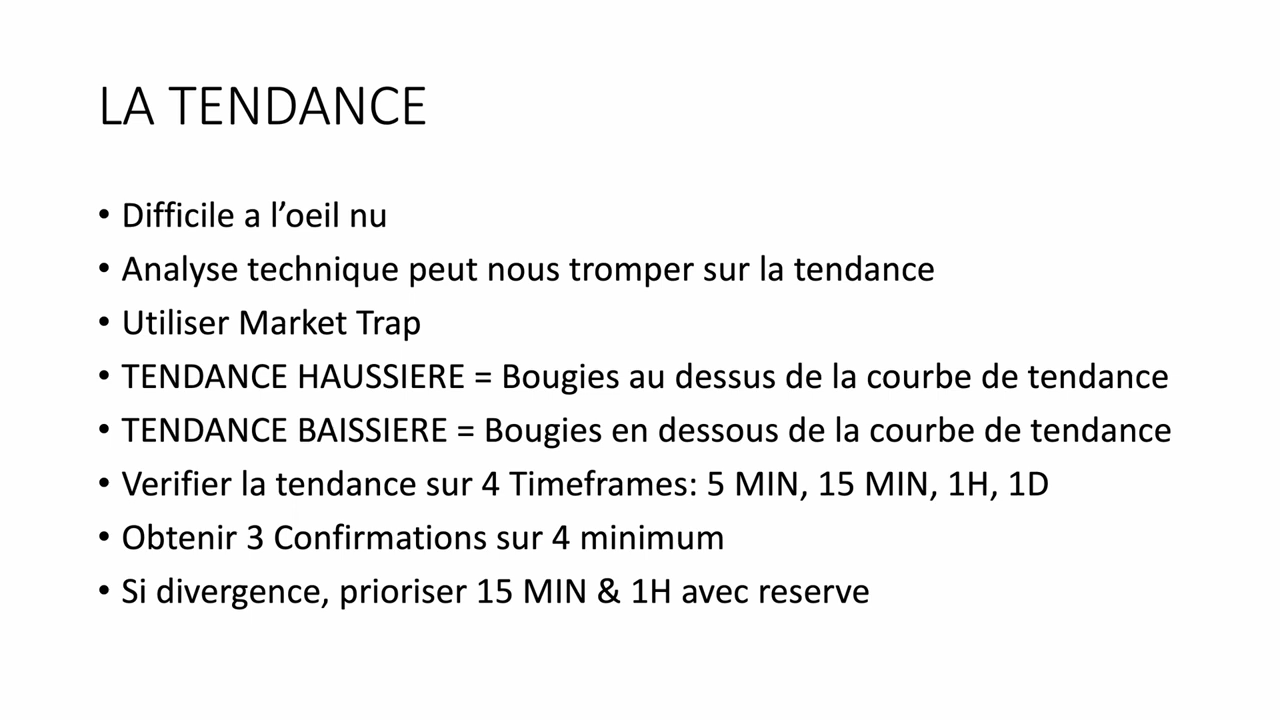 LA TENDANCE
• Difficile a l’oeil nu
• Analyse technique peut nous tromper sur la tendance
• Utiliser Market Trap
• TENDANCE HAUSSIERE = Bougies au dessus de la courbe de tendance
• TENDANCE BAISSIERE = Bougies en dessous de la courbe de tendance
• Verifier la tendance sur 4 Timeframes: 5 MIN, 15 MIN, 1H, 1D
• Obtenir 3 Confirmations sur 4 minimum
• Si divergence, prioriser 15 MIN & 1H avec reserve